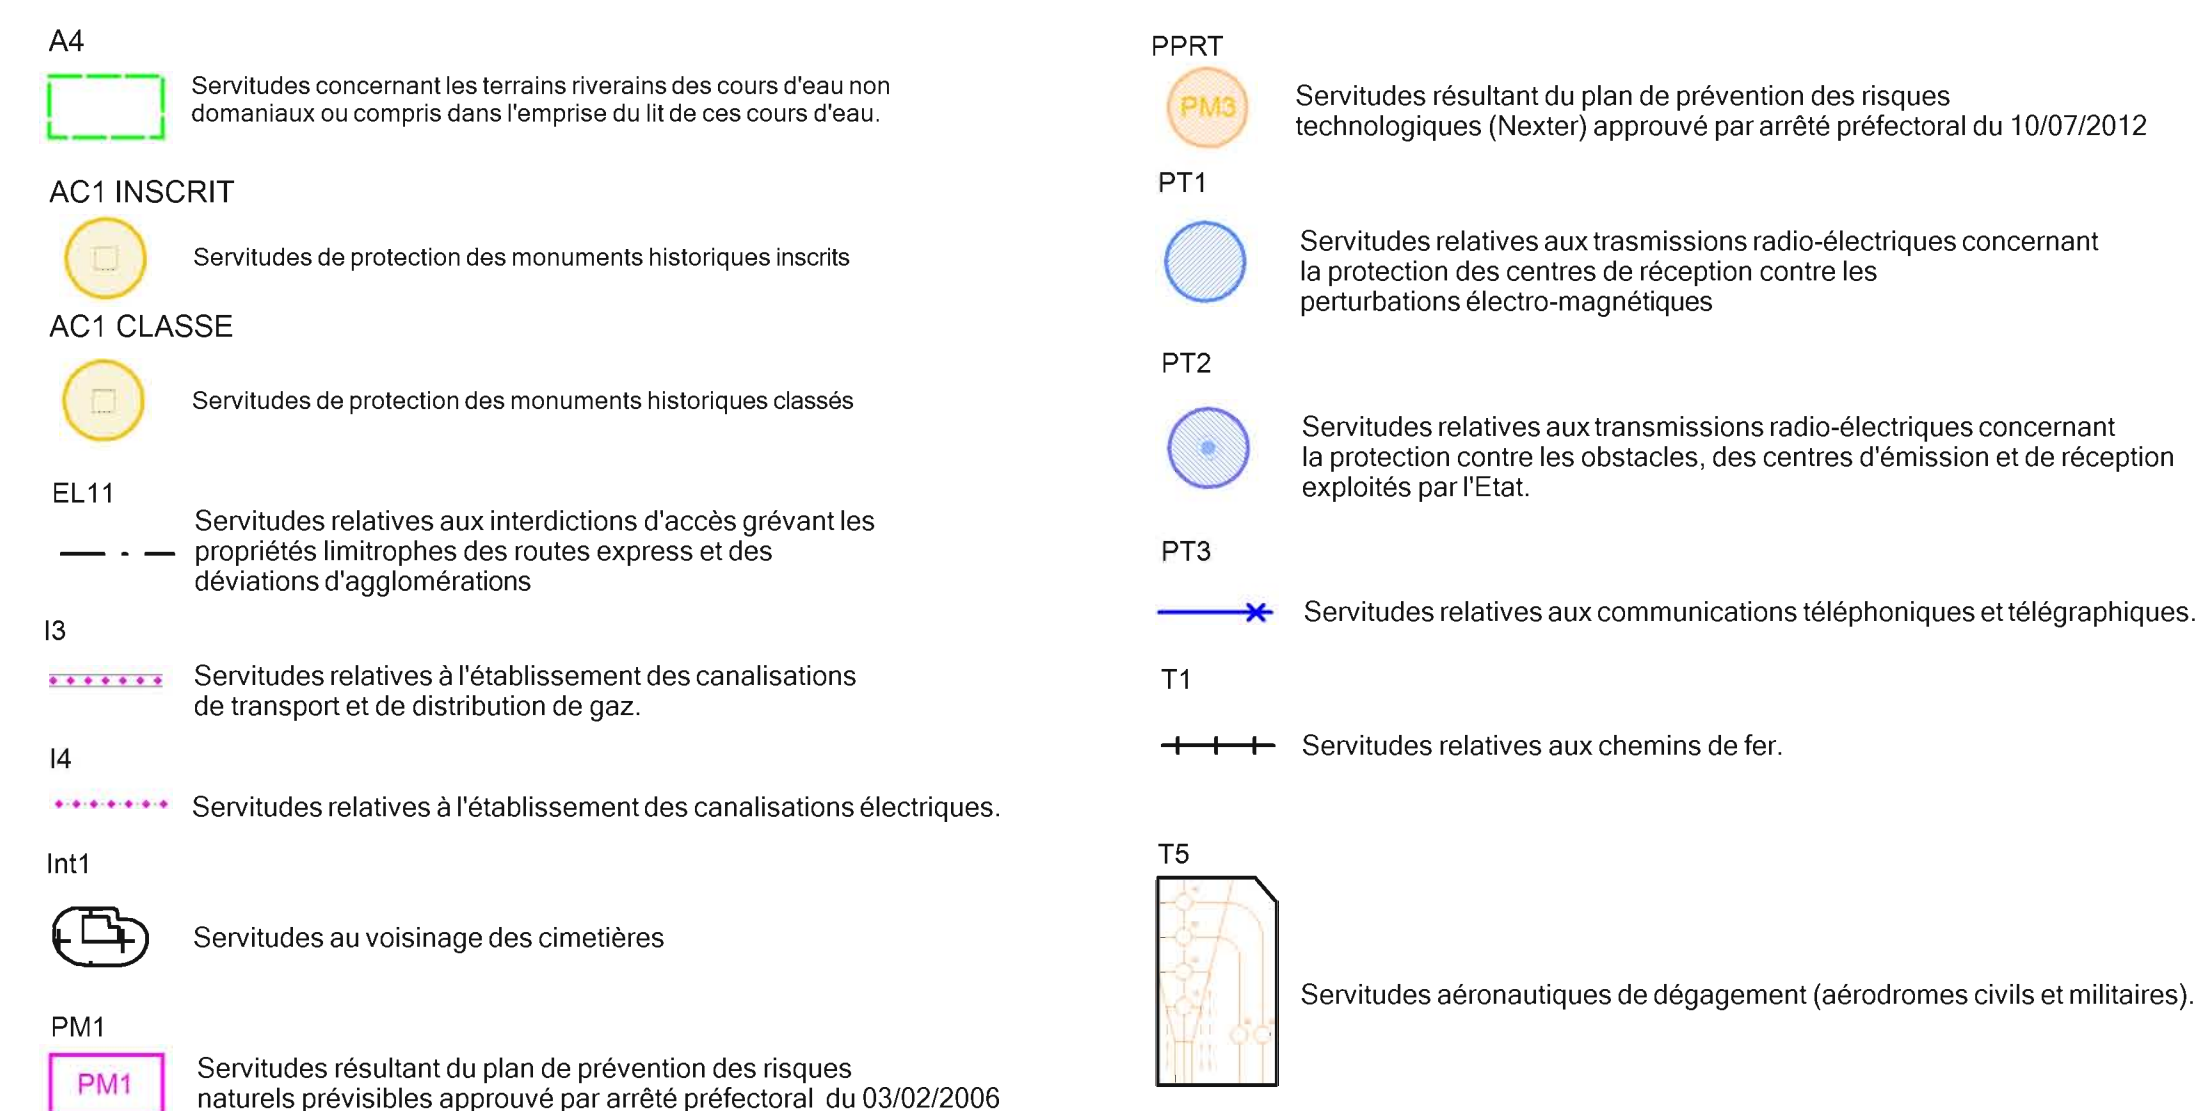 A4
Servitudes concernant les terrains riverains des cours d'eau non
domaniaux ou compris dans l'emprise du lit de ces cours d'eau.
AC1 INSCRIT
Servitudes de protection des monuments historiques inscrits
AC1 CLASSE
Servitudes de protection des monuments historiques classés
EL11
Servitudes relatives aux interdictions d'accès grévant les
propriétés limitrophes des routes express et des
déviations d'agglomérations
I3
Servitudes relatives à l'établissement des canalisations
de transport et de distribution de gaz.
I4
Servitudes relatives à l'établissement des canalisations électriques.
Int1
Servitudes au voisinage des cimetières
PM1
PM1
Servitudes résultant du plan de prévention des risques
naturels prévisibles approuvé par arrêté préfectoral du 03/02/2006
PPRT
PM3
Servitudes résultant du plan de prévention des risques
technologiques (Nexter) approuvé par arrêté préfectoral du 10/07/2012
PT1
Servitudes relatives aux trasmissions radio-électriques concernant
la protection des centres de réception contre les
perturbations électro-magnétiques
PT2
Servitudes relatives aux transmissions radio-électriques concernant
la protection contre les obstacles, des centres d'émission et de réception
exploités par l'Etat.
PT3
Servitudes relatives aux communications téléphoniques et télégraphiques.
T1
Servitudes relatives aux chemins de fer.
T5
Servitudes aéronautiques de dégagement (aérodromes civils et militaires).